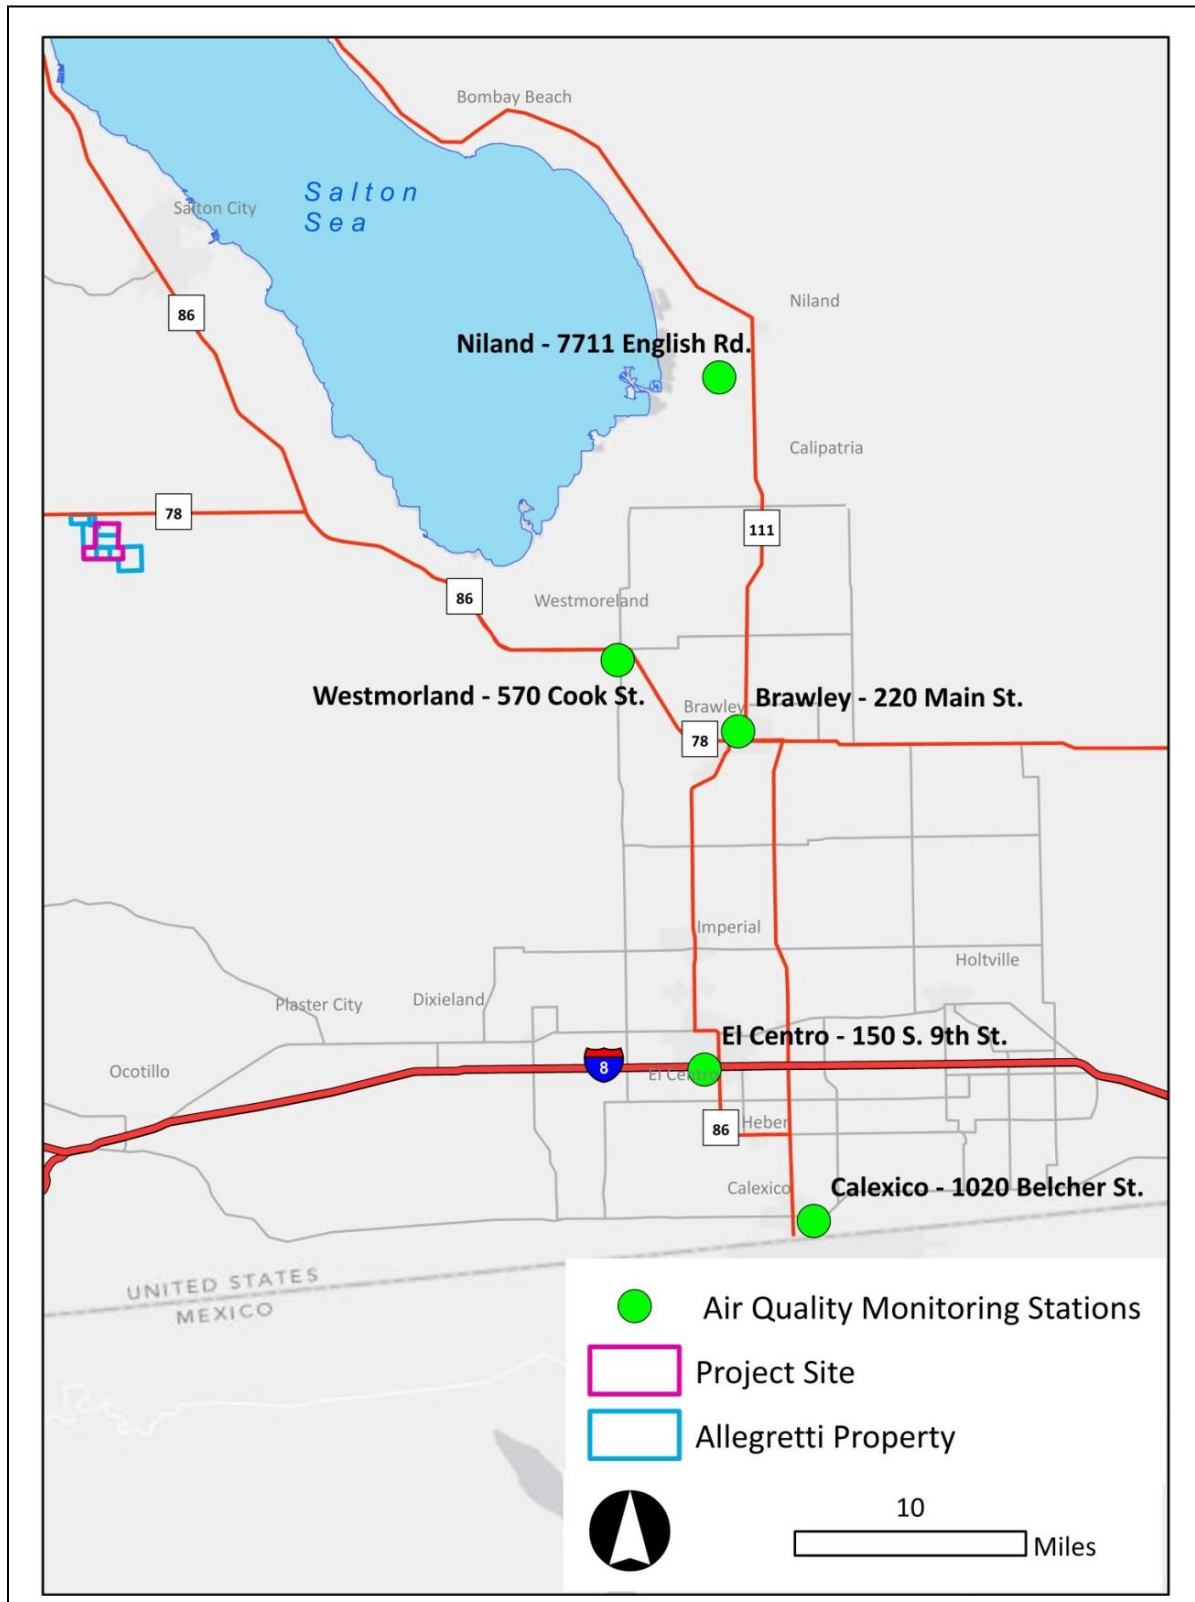 Bombay Beach
Salton
Sea
Salton City
86
Niland
Niland - 7711 English Rd.
Calipatria
78
111
86
Westmoreland
Westmorland - 570 Cook St.
Brawley
Brawley - 220 Main St.
78
Imperial
Holtville
Plaster City
Dixieland
El Centro - 150 S. 9th St.
Ocotillo
8
El Centro
86
Heber
Calexico
Calexico - 1020 Belcher St.
UNITED STATES
MEXICO
Air Quality Monitoring Stations
Project Site
Allegretti Property
10
Miles